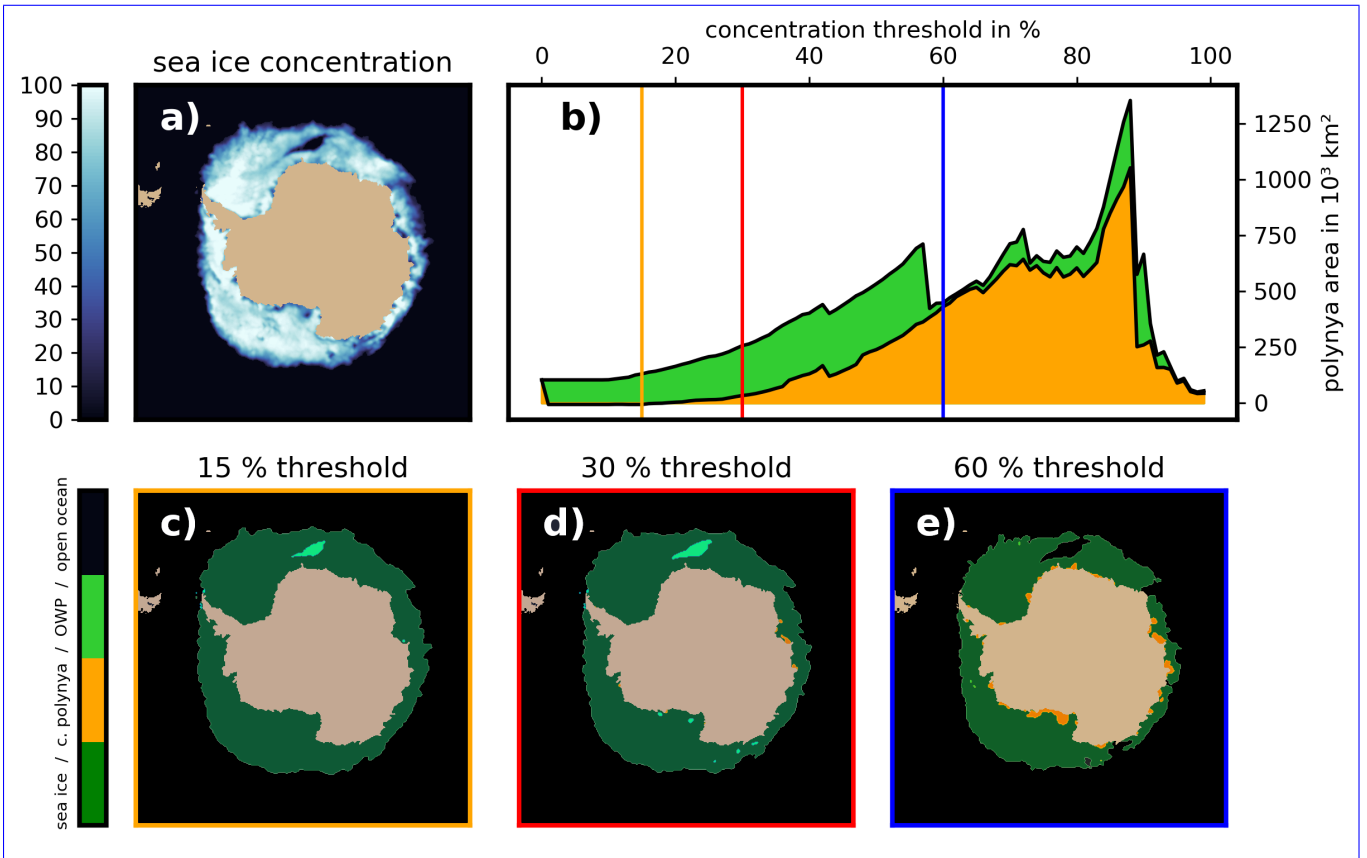 concentration threshold in %
0 20 40 60 80 100
sea ice concentration
100
90
80
70
60
50
40
30
20
10
0
a)
b)
1250
1000
750
500
250
0
polynya area in 10³ km²
15 % threshold
30 % threshold
60 % threshold
sea ice / c. polynya / OWP / open ocean
c)
d)
e)